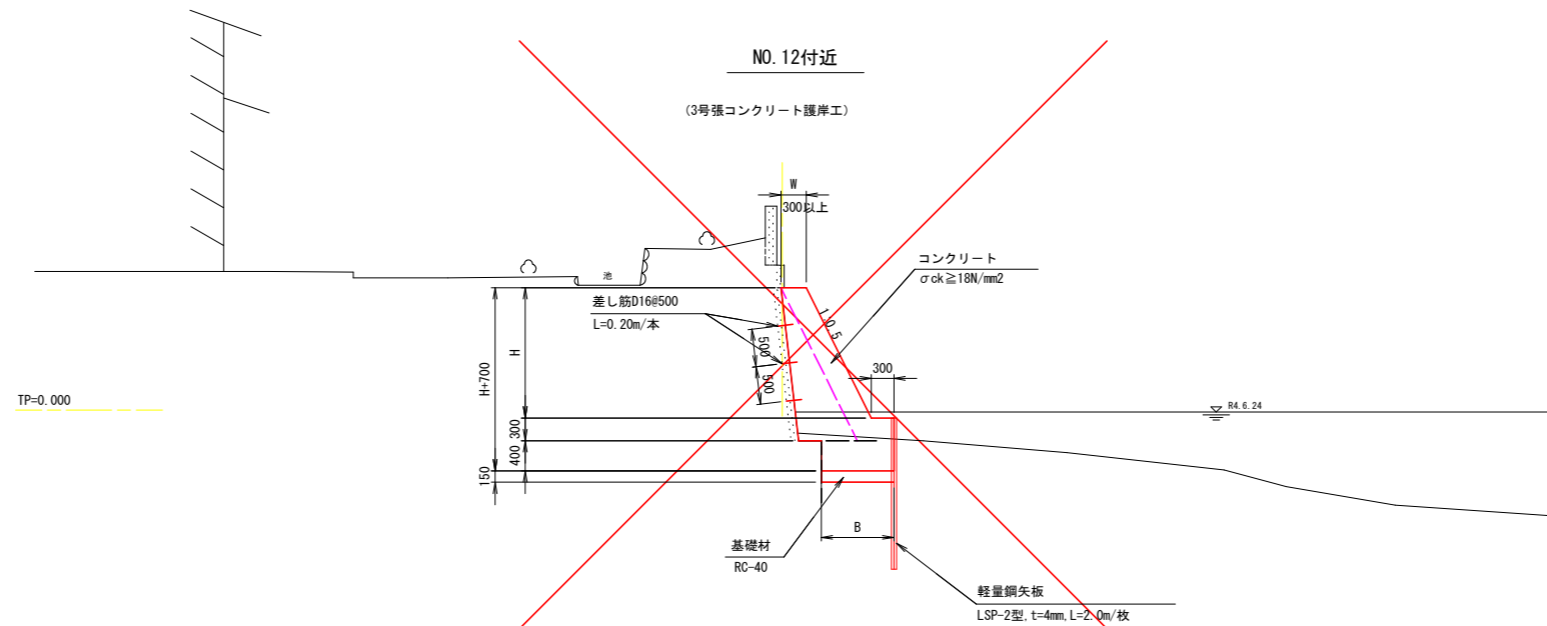 NO.12付近
(3号張コンクリート護岸工)
W
300以上
コンクリート
σck≧18N/mm2
池
差し筋D16@500
L=0.20m/本
1:0.5
500
500
300
H
H+700
TP=0.000
R4.6.24
300
400
150
B
基礎材
RC-40
軽量鋼矢板
LSP-2型,t=4mm,L=2.0m/枚